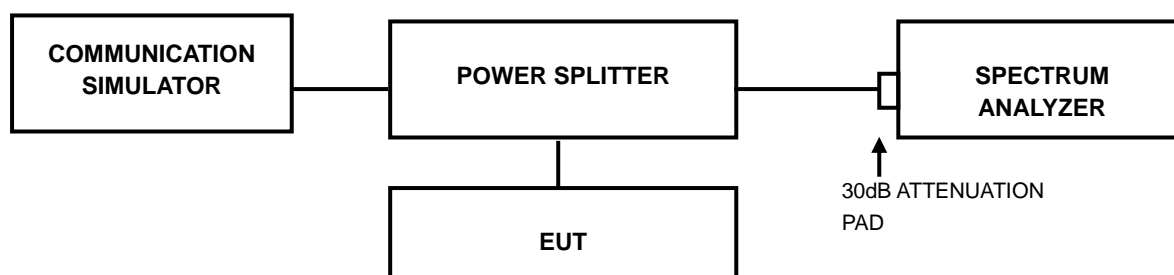 COMMUNICATION
SIMULATOR
POWER SPLITTER
SPECTRUM
ANALYZER
30dB ATTENUATION
PAD
EUT